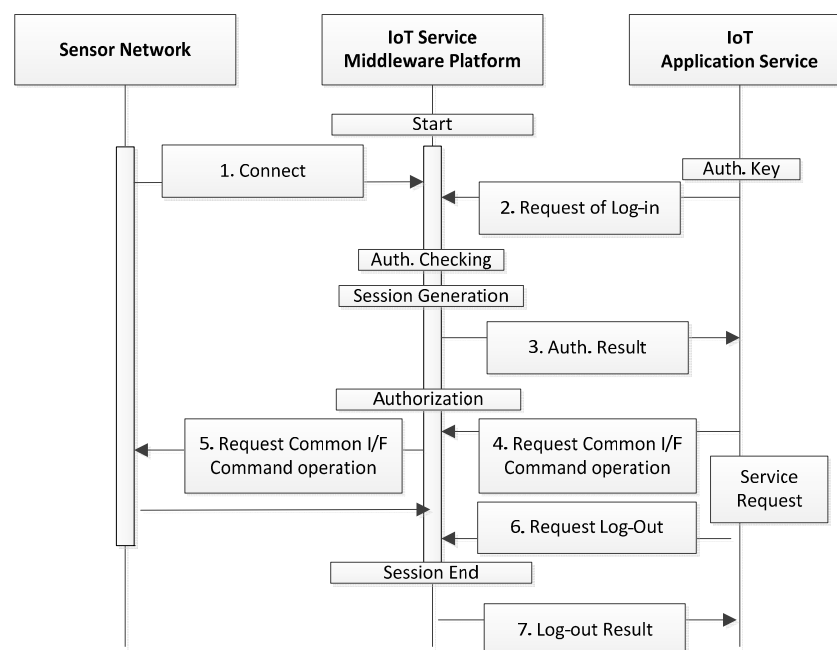 Sensor Network
IoT Service
Middleware Platform
IoT
Application Service
Start
1. Connect
Auth. Key
2. Request of Log-in
Auth. Checking
Session Generation
3. Auth. Result
Authorization
5. Request Common I/F
Command operation
4. Request Common I/F
Command operation
Service
Request
6. Request Log-Out
Session End
7. Log-out Result